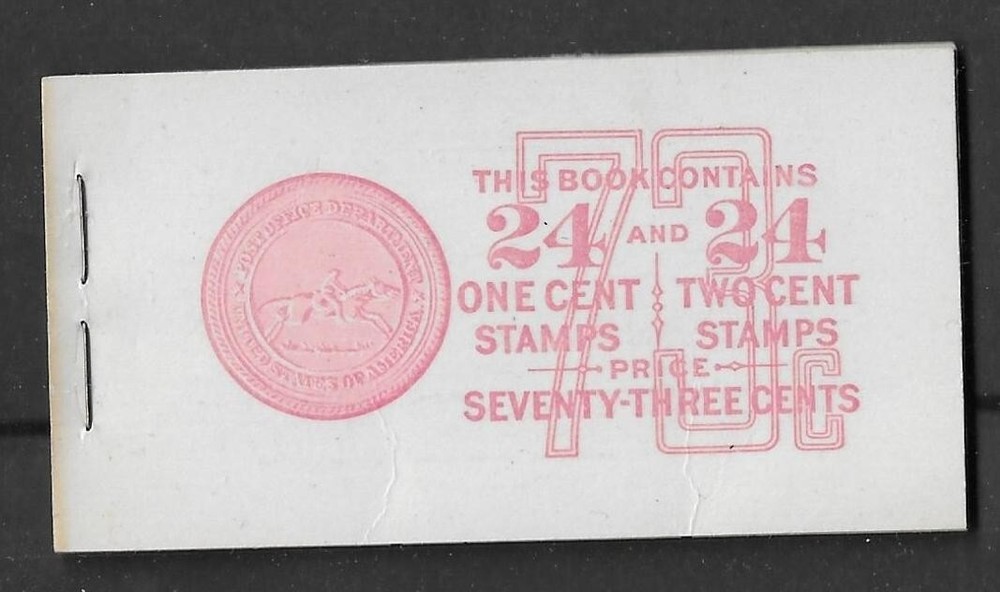 POST OFFICE DEPARTMENT
UNITED STATES OF AMERICA
73c
THIS BOOK CONTAINS
24 AND 24
ONE CENT TWO CENT
STAMPS STAMPS
PRICE
SEVENTY-THREE CENTS